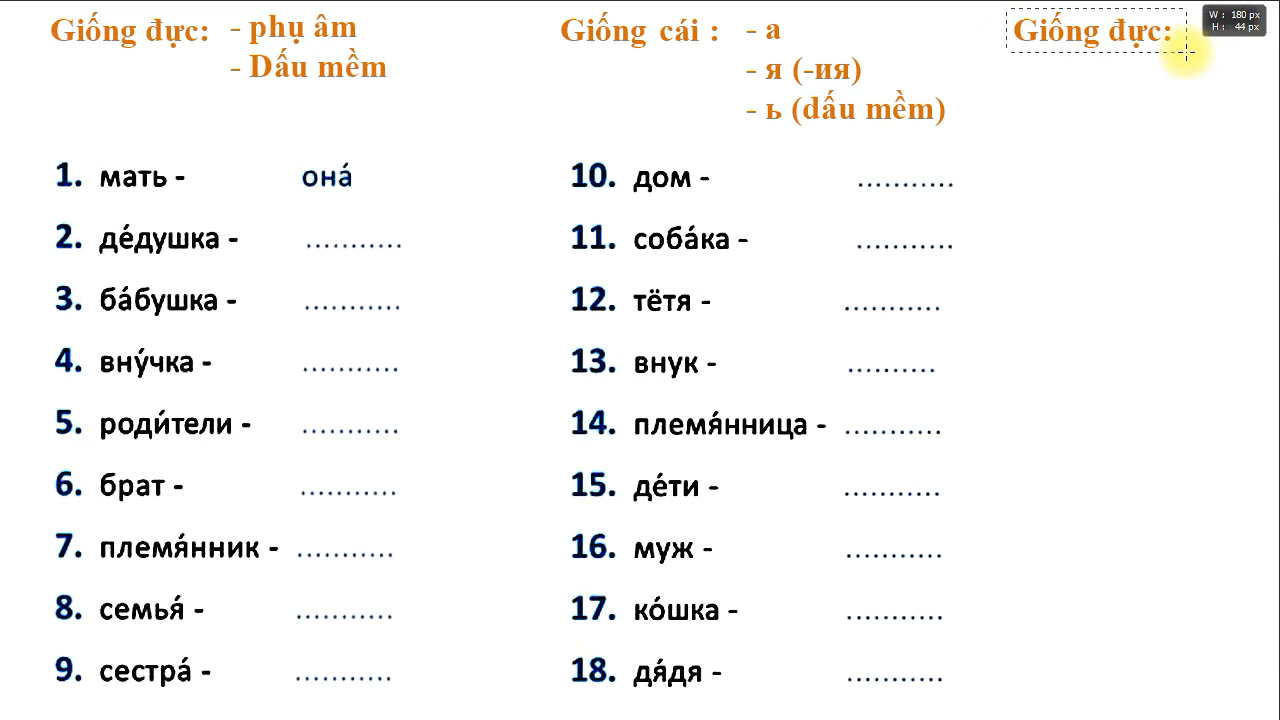 Giống đực: - phụ âm
- Dấu mềm
Giống cái : - а
- я (-ия)
- ь (dấu mềm)
Giống đực:
W : 180 px
H : 44 px
1. мать - она́
2. де́душка - ...........
3. ба́бушка - ...........
4. вну́чка - ...........
5. роди́тели - ...........
6. брат - ...........
7. племя́нник - ...........
8. семья́ - ...........
9. сестра́ - ...........
10. дом - ...........
11. соба́ка - ...........
12. тётя - ...........
13. внук - ..........
14. племя́нница - ...........
15. де́ти - ...........
16. муж - ...........
17. ко́шка - ...........
18. дя́дя - ...........